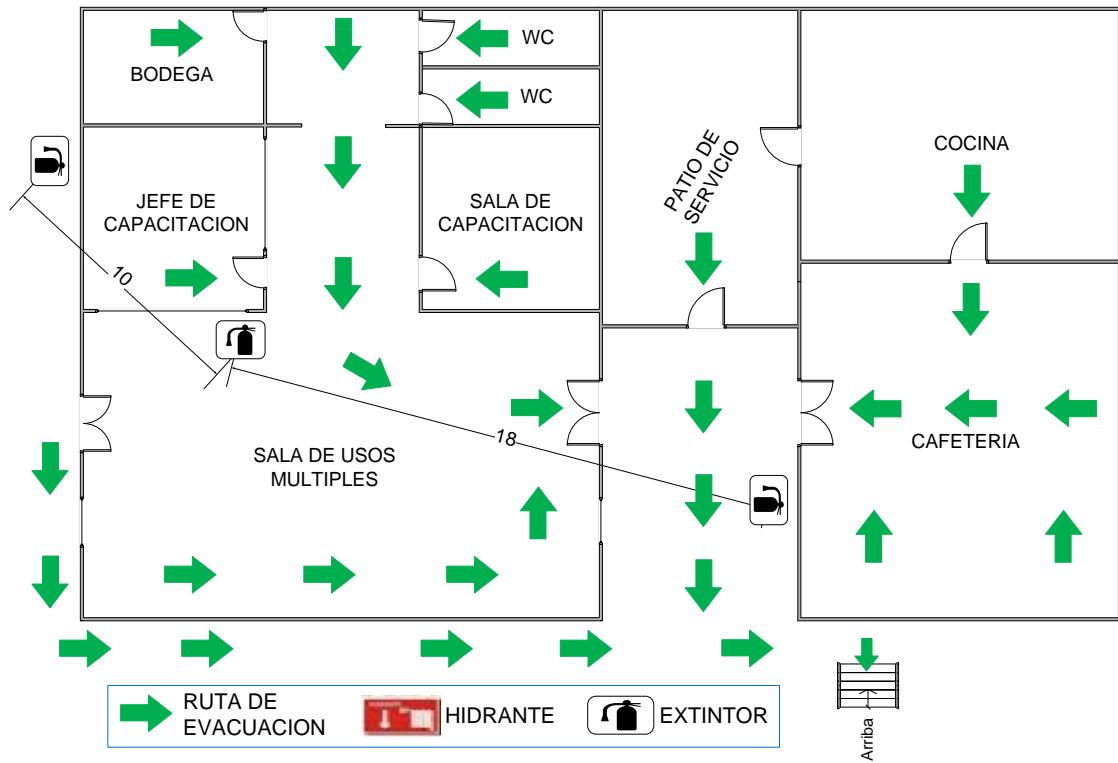 BODEGA
WC
WC
JEFE DE
CAPACITACION
SALA DE
CAPACITACION
PATIO DE
SERVICIO
COCINA
10
18
SALA DE USOS
MULTIPLES
CAFETERIA
RUTA DE
EVACUACION
HIDRANTE
EXTINTOR
Arriba